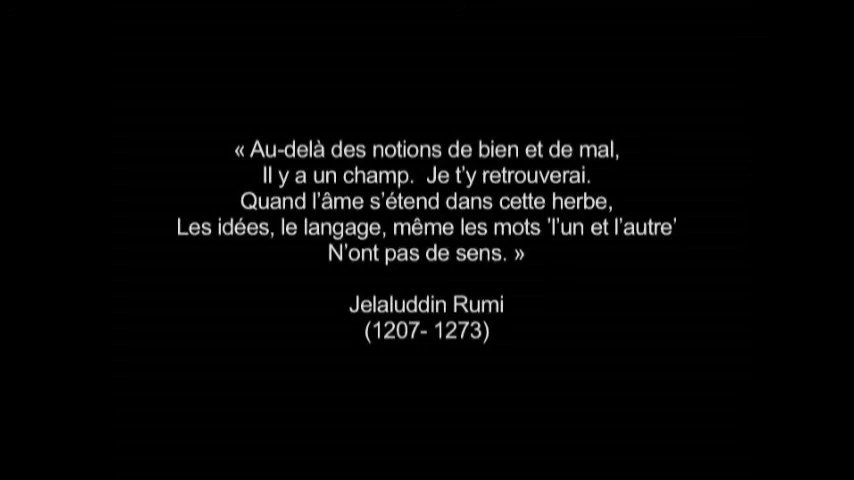 « Au-delà des notions de bien et de mal,
Il y a un champ.  Je t'y retrouverai.
Quand l'âme s'étend dans cette herbe,
Les idées, le langage, même les mots 'l'un et l'autre'
N'ont pas de sens. »
Jelaluddin Rumi
(1207- 1273)